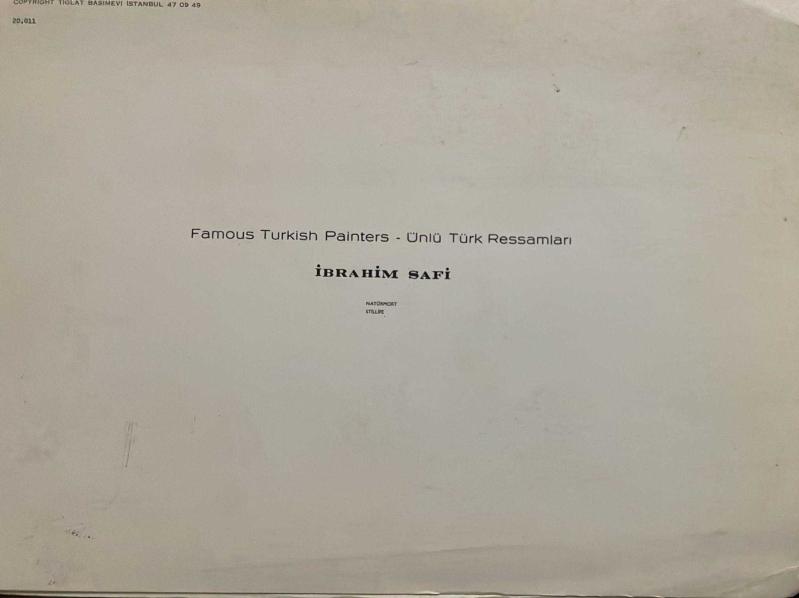 COPYRIGHT TIGLAT BASIMEVI ISTANBUL 47 09 49
20.011
Famous Turkish Painters - Ünlü Türk Ressamları
İBRAHİM SAFİ
NATÜRMORT
STILLIFE